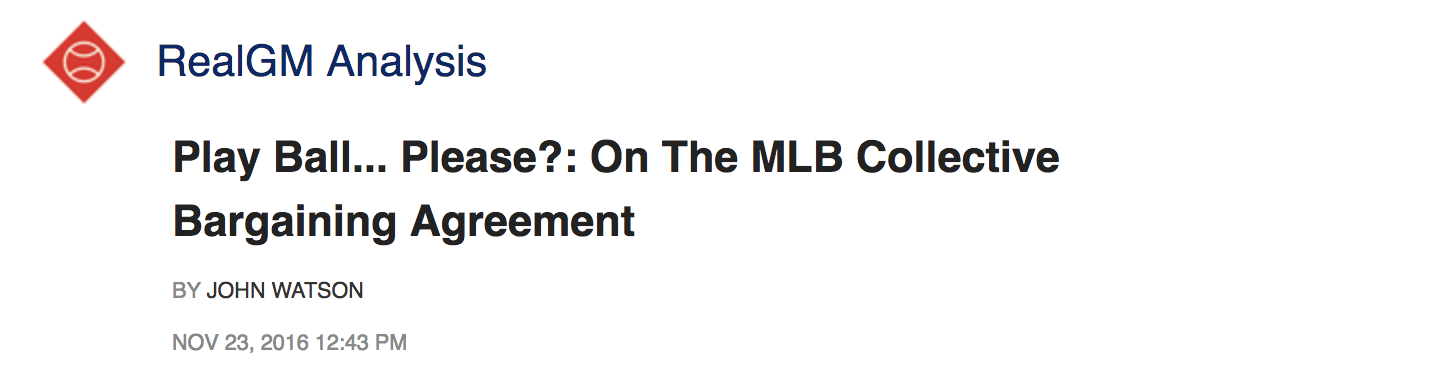 RealGM Analysis
Play Ball... Please?: On The MLB Collective
Bargaining Agreement
BY JOHN WATSON
NOV 23, 2016 12:43 PM